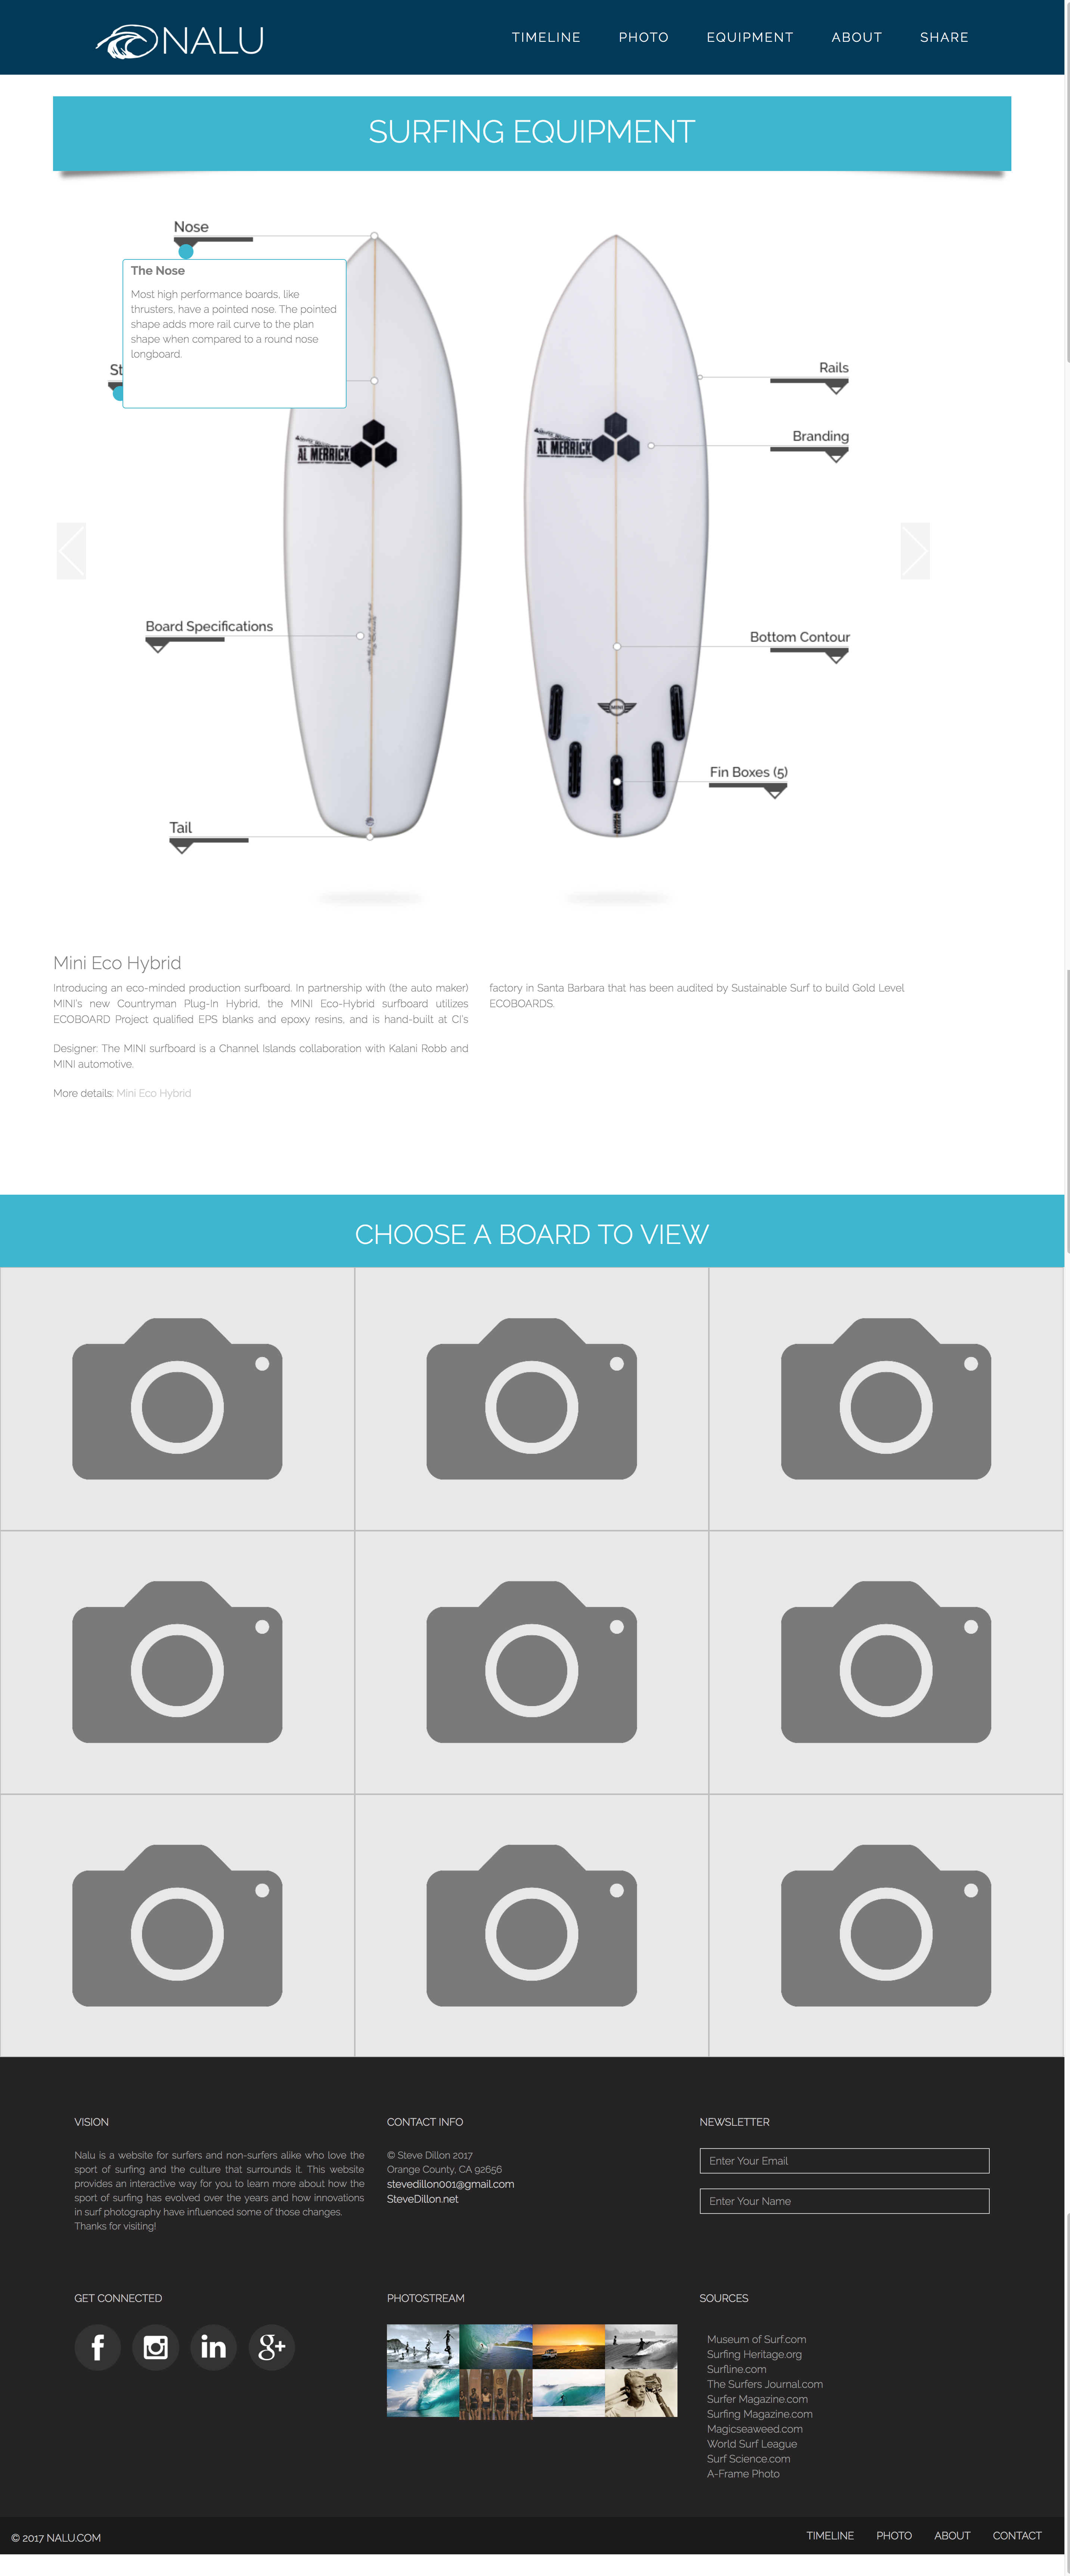 NALU
TIMELINE PHOTO EQUIPMENT ABOUT SHARE
SURFING EQUIPMENT
Nose
The Nose
Most high performance boards, like
thrusters, have a pointed nose. The pointed
shape adds more rail curve to the plan
shape when compared to a round nose
longboard.
St
Rails
Branding
AL MERRICK
AL MERRICK
Board Specifications
Bottom Contour
MINI
Fin Boxes (5)
Tail
Mini Eco Hybrid
Introducing an eco-minded production surfboard. In partnership with (the auto maker)
MINI's new Countryman Plug-In Hybrid, the MINI Eco-Hybrid surfboard utilizes
ECOBOARD Project qualified EPS blanks and epoxy resins, and is hand-built at CI's
factory in Santa Barbara that has been audited by Sustainable Surf to build Gold Level
ECOBOARDS.
Designer: The MINI surfboard is a Channel Islands collaboration with Kalani Robb and
MINI automotive.
More details: Mini Eco Hybrid
CHOOSE A BOARD TO VIEW
VISION
Nalu is a website for surfers and non-surfers alike who love the
sport of surfing and the culture that surrounds it. This website
provides an interactive way for you to learn more about how the
sport of surfing has evolved over the years and how innovations
in surf photography have influenced some of those changes.
Thanks for visiting!
CONTACT INFO
© Steve Dillon 2017
Orange County, CA 92656
stevedillon001@gmail.com
SteveDillon.net
NEWSLETTER
Enter Your Email
Enter Your Name
GET CONNECTED
f in g+
PHOTOSTREAM
SOURCES
Museum of Surf.com
Surfing Heritage.org
Surfline.com
The Surfers Journal.com
Surfer Magazine.com
Surfing Magazine.com
Magicseaweed.com
World Surf League
Surf Science.com
A-Frame Photo
© 2017 NALU.COM
TIMELINE PHOTO ABOUT CONTACT